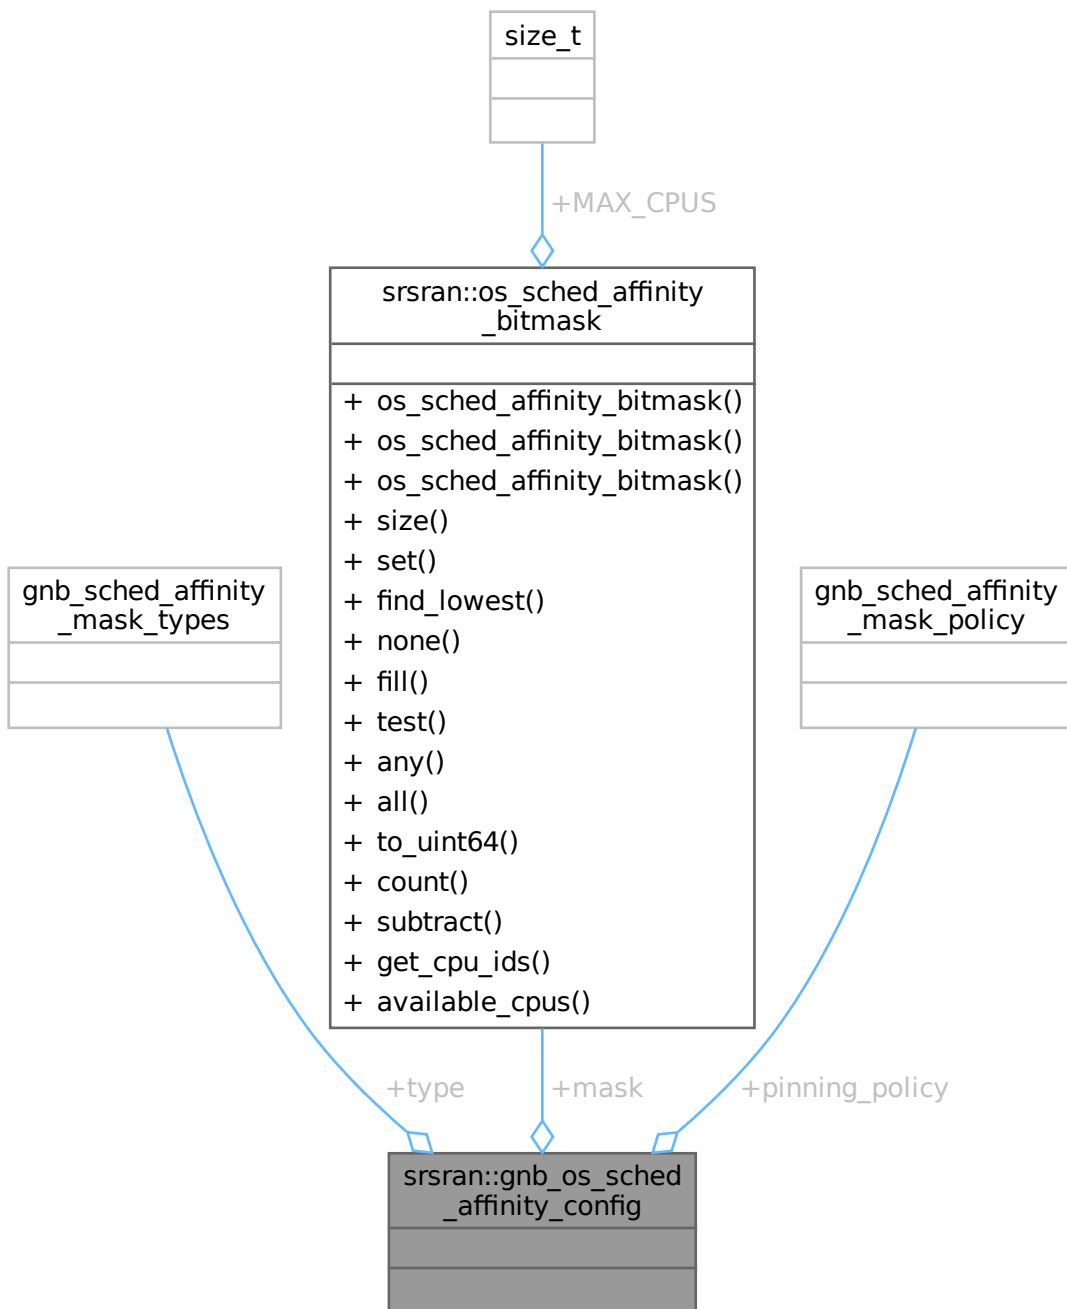 size_t
+MAX_CPUS
srsran::os_sched_affinity
_bitmask
+ os_sched_affinity_bitmask()
+ os_sched_affinity_bitmask()
+ os_sched_affinity_bitmask()
+ size()
+ set()
+ find_lowest()
+ none()
+ fill()
+ test()
+ any()
+ all()
+ to_uint64()
+ count()
+ subtract()
+ get_cpu_ids()
+ available_cpus()
gnb_sched_affinity
_mask_types
gnb_sched_affinity
_mask_policy
+type
+mask
+pinning_policy
srsran::gnb_os_sched
_affinity_config